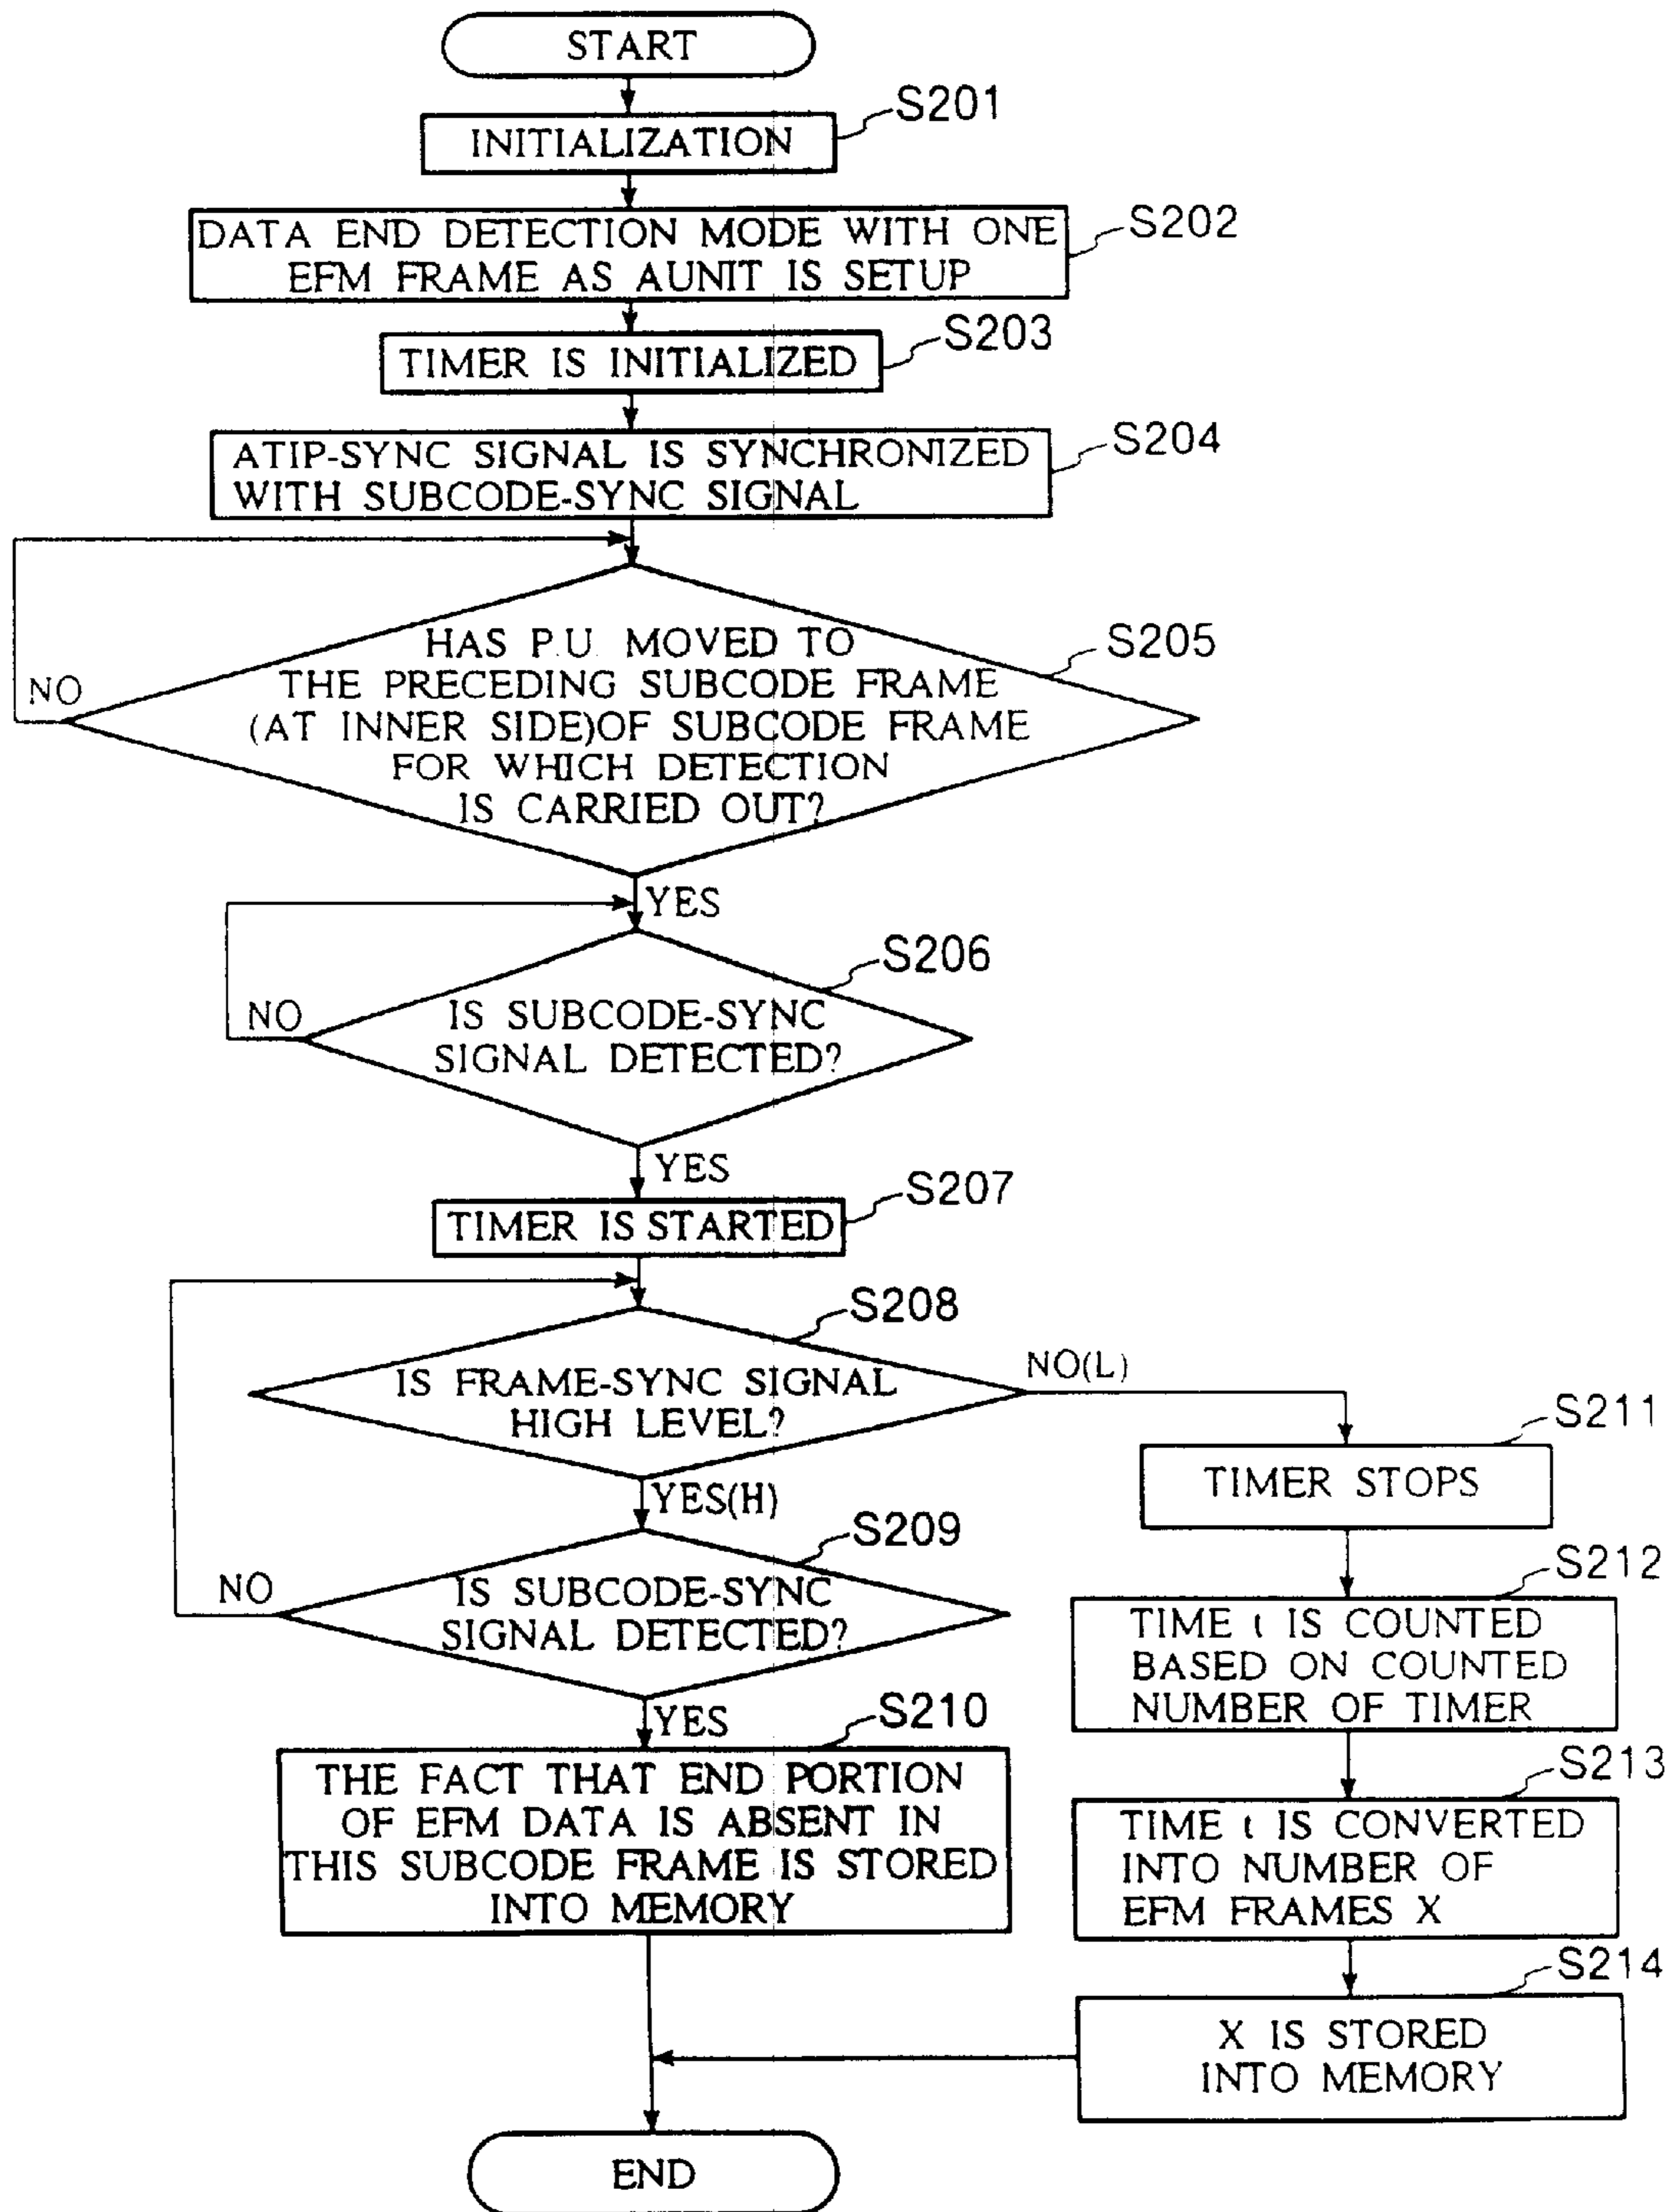 START
S201
INITIALIZATION
S202
DATA END DETECTION MODE WITH ONE
EFM FRAME AS AUNIT IS SETUP
S203
TIMER IS INITIALIZED
S204
ATIP-SYNC SIGNAL IS SYNCHRONIZED
WITH SUBCODE-SYNC SIGNAL
S205
HAS P.U. MOVED TO
THE PRECEDING SUBCODE FRAME
(AT INNER SIDE)OF SUBCODE FRAME
FOR WHICH DETECTION
IS CARRIED OUT?
NO
YES
S206
IS SUBCODE-SYNC
SIGNAL DETECTED?
NO
YES
S207
TIMER IS STARTED
S208
IS FRAME-SYNC SIGNAL
HIGH LEVEL?
NO(L)
YES(H)
S209
IS SUBCODE-SYNC
SIGNAL DETECTED?
NO
YES
S210
THE FACT THAT END PORTION
OF EFM DATA IS ABSENT IN
THIS SUBCODE FRAME IS STORED
INTO MEMORY
S211
TIMER STOPS
S212
TIME t IS COUNTED
BASED ON COUNTED
NUMBER OF TIMER
S213
TIME t IS CONVERTED
INTO NUMBER OF
EFM FRAMES X
S214
X IS STORED
INTO MEMORY
END